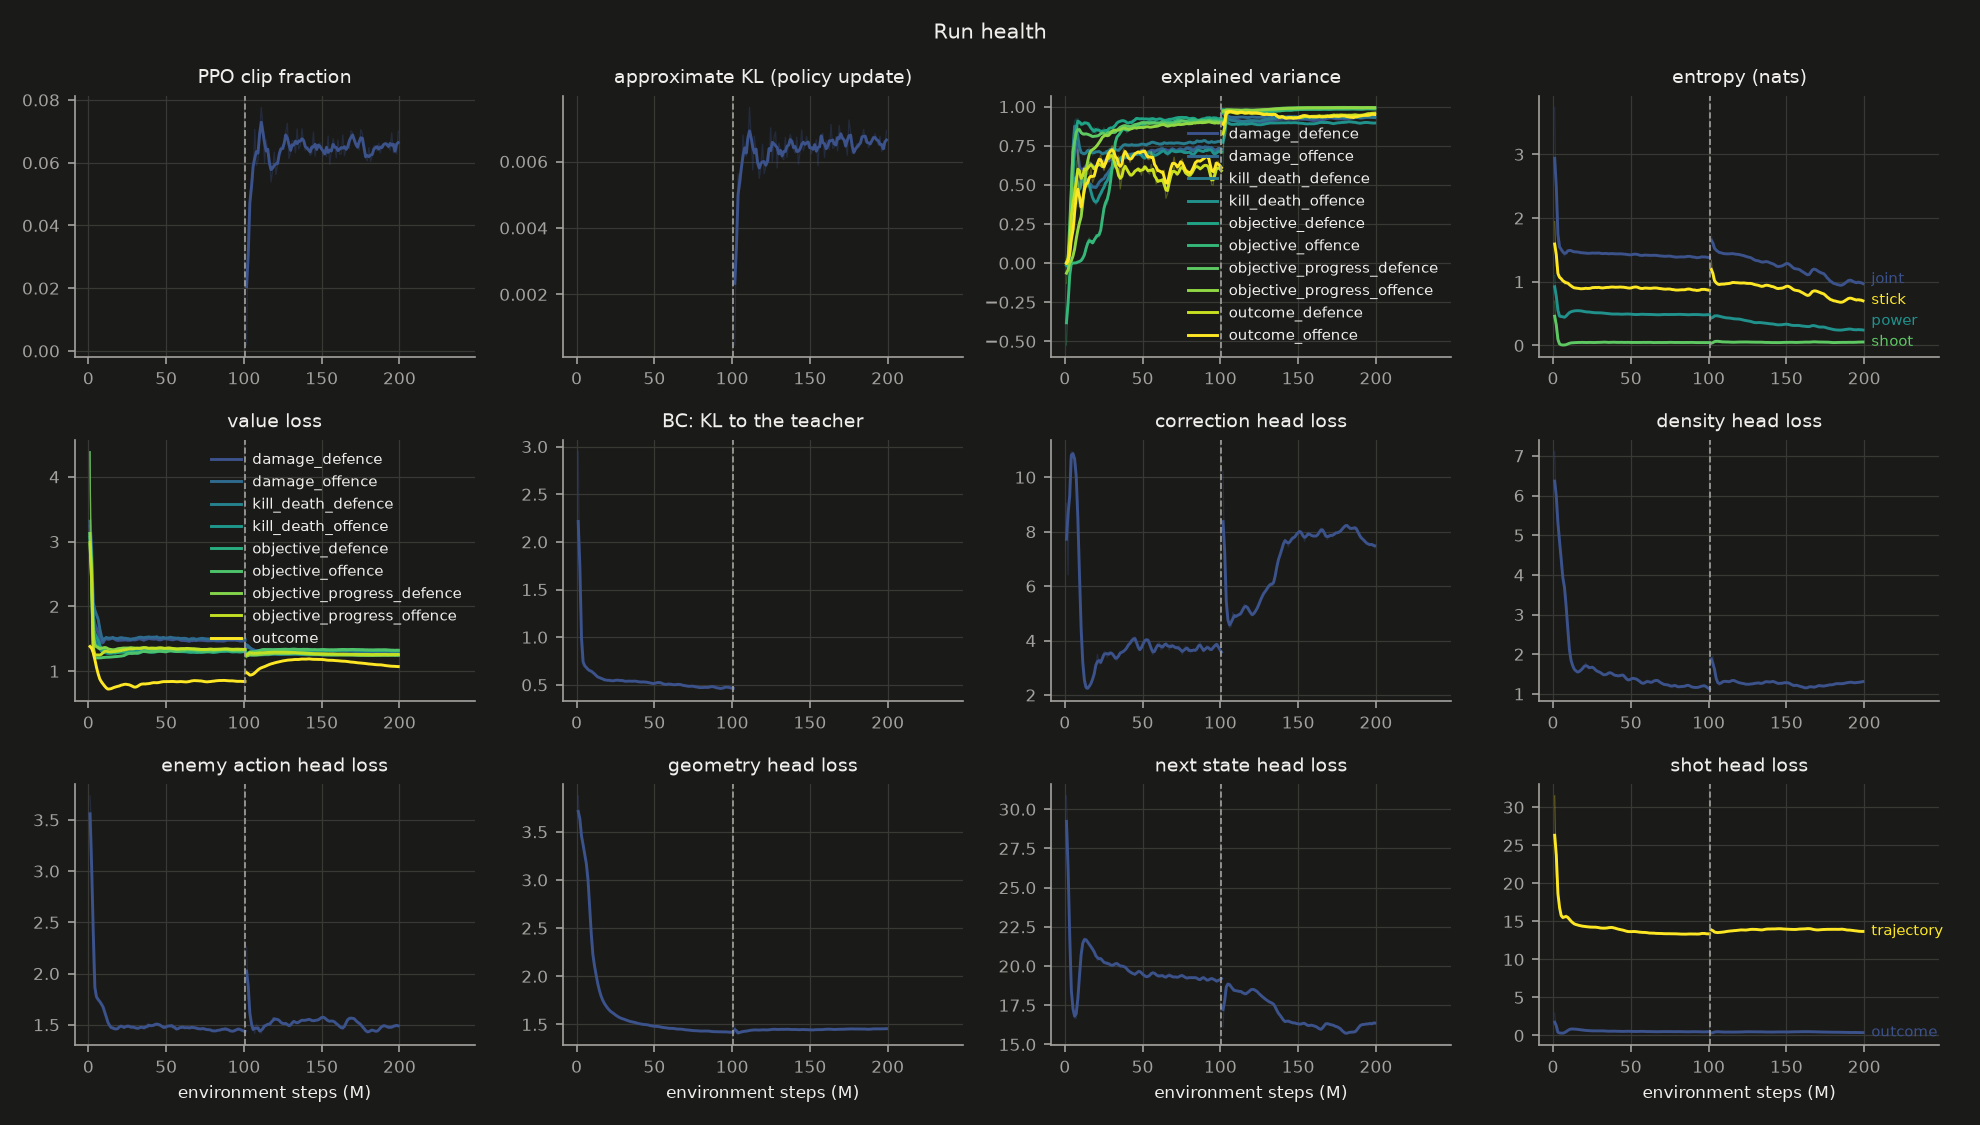 Run health
PPO clip fraction
0.08
0.06
0.04
0.02
0.00
0 50 100 150 200
approximate KL (policy update)
0.006
0.004
0.002
0 50 100 150 200
explained variance
1.00
0.75
0.50
0.25
0.00
−0.25
−0.50
0 50 100 150 200
damage_defence
damage_offence
kill_death_defence
kill_death_offence
objective_defence
objective_offence
objective_progress_defence
objective_progress_offence
outcome_defence
outcome_offence
entropy (nats)
3
2
1
0
0 50 100 150 200
joint
stick
power
shoot
value loss
4
3
2
1
0 50 100 150 200
damage_defence
damage_offence
kill_death_defence
kill_death_offence
objective_defence
objective_offence
objective_progress_defence
objective_progress_offence
outcome
BC: KL to the teacher
3.0
2.5
2.0
1.5
1.0
0.5
0 50 100 150 200
correction head loss
10
8
6
4
2
0 50 100 150 200
density head loss
7
6
5
4
3
2
1
0 50 100 150 200
enemy action head loss
3.5
3.0
2.5
2.0
1.5
0 50 100 150 200
environment steps (M)
geometry head loss
3.5
3.0
2.5
2.0
1.5
0 50 100 150 200
environment steps (M)
next state head loss
30.0
27.5
25.0
22.5
20.0
17.5
15.0
0 50 100 150 200
environment steps (M)
shot head loss
30
25
20
15
10
5
0
0 50 100 150 200
trajectory
outcome
environment steps (M)